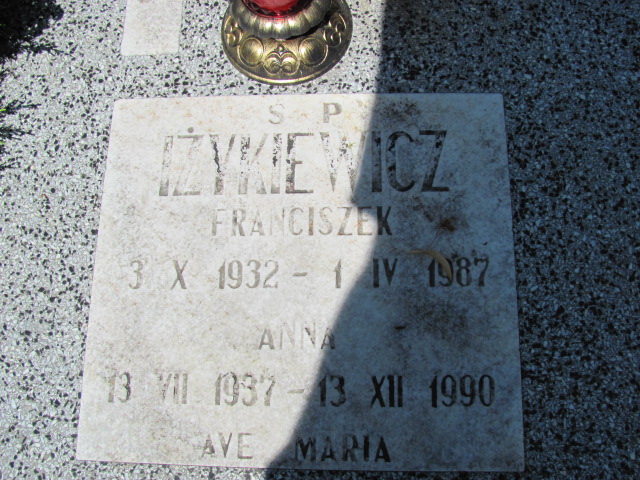 S P
IŻYKIEWICZ
FRANCISZEK
3 X 1932 - 1 IV 1987
ANNA
13 VII 1937 - 13 XII 1990
AVE MARIA